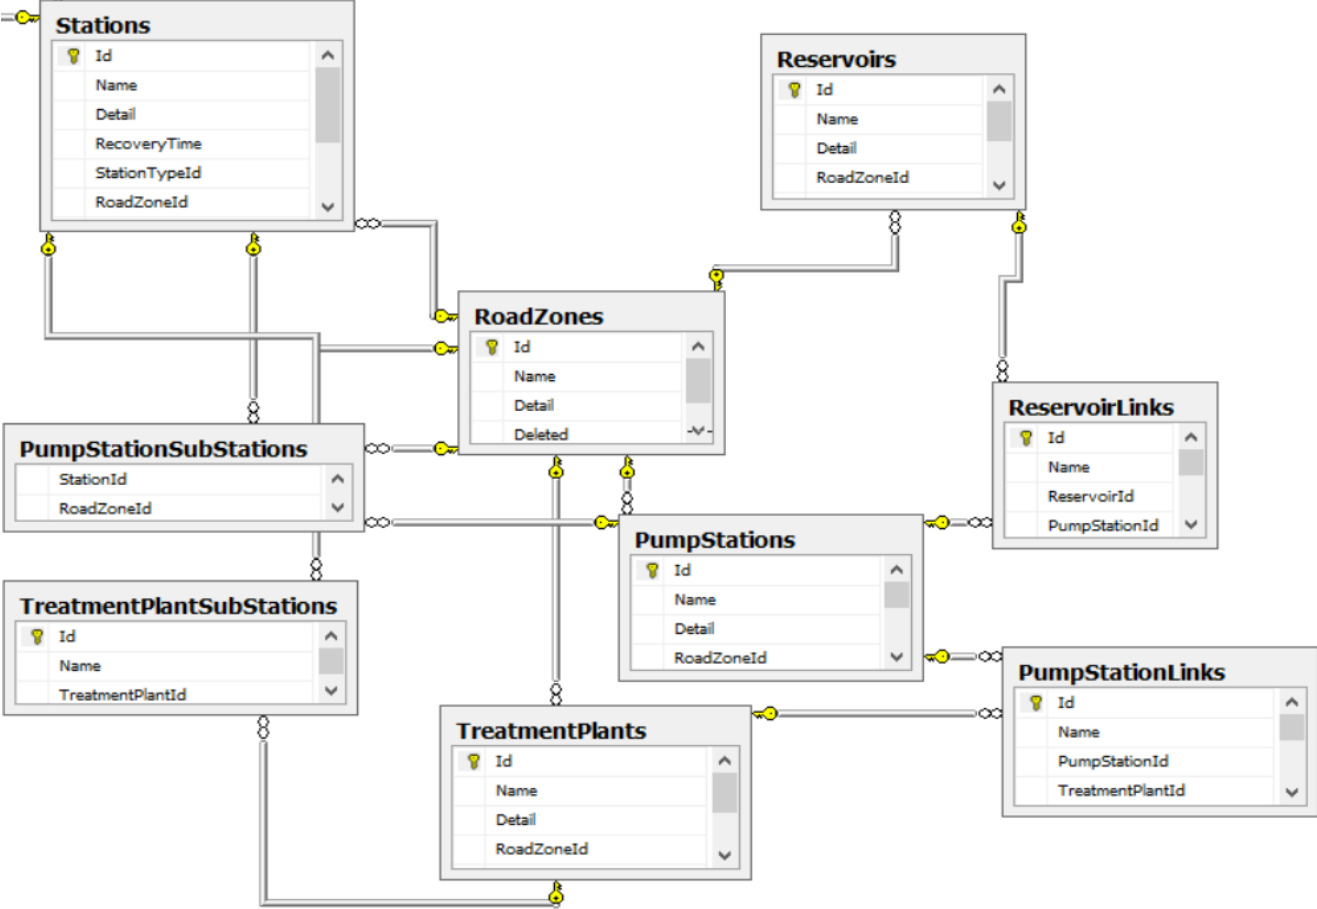 Stations
Id
Name
Detail
RecoveryTime
StationTypeId
RoadZoneId
Reservoirs
Id
Name
Detail
RoadZoneId
RoadZones
Id
Name
Detail
Deleted
ReservoirLinks
Id
Name
ReservoirId
PumpStationId
PumpStationSubStations
StationId
RoadZoneId
PumpStations
Id
Name
Detail
RoadZoneId
TreatmentPlantSubStations
Id
Name
TreatmentPlantId
PumpStationLinks
Id
Name
PumpStationId
TreatmentPlantId
TreatmentPlants
Id
Name
Detail
RoadZoneId